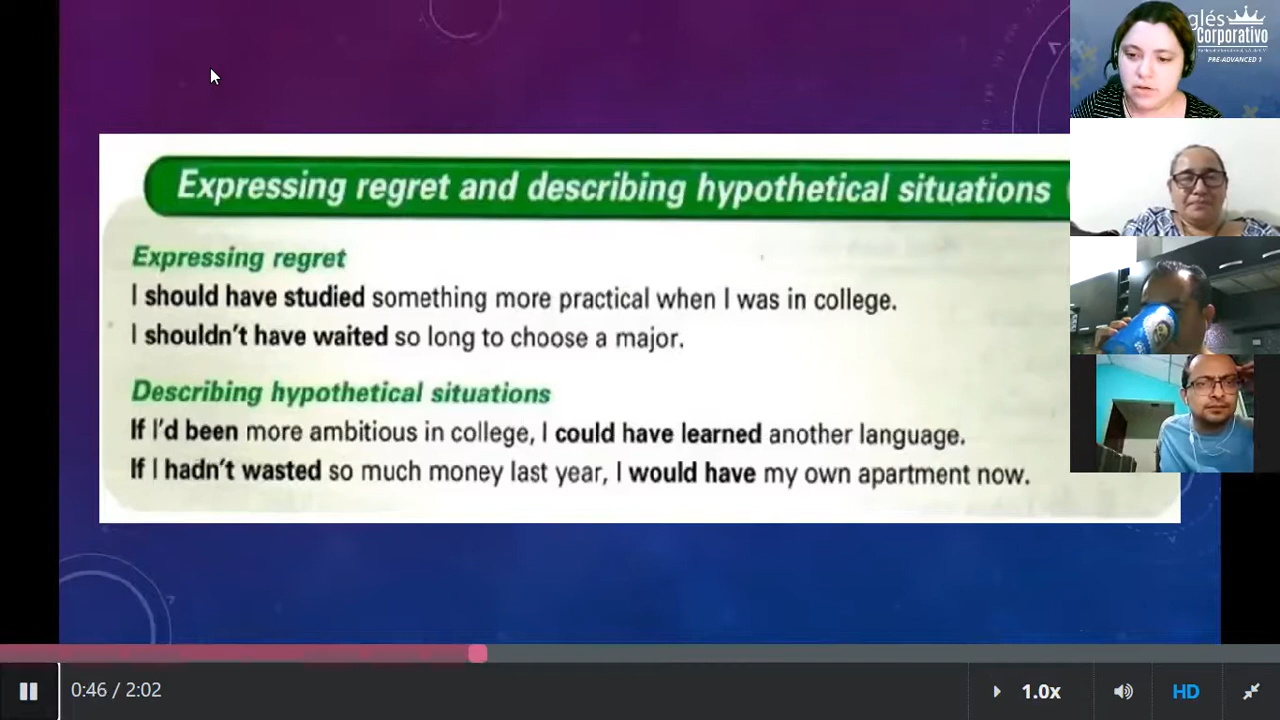 glés
Corporativo
PRE-ADVANCED 1
Expressing regret and describing hypothetical situations
Expressing regret
I should have studied something more practical when I was in college.
I shouldn't have waited so long to choose a major.
Describing hypothetical situations
If I'd been more ambitious in college, I could have learned another language.
If I hadn't wasted so much money last year, I would have my own apartment now.
0:46 / 2:02
1.0x
HD